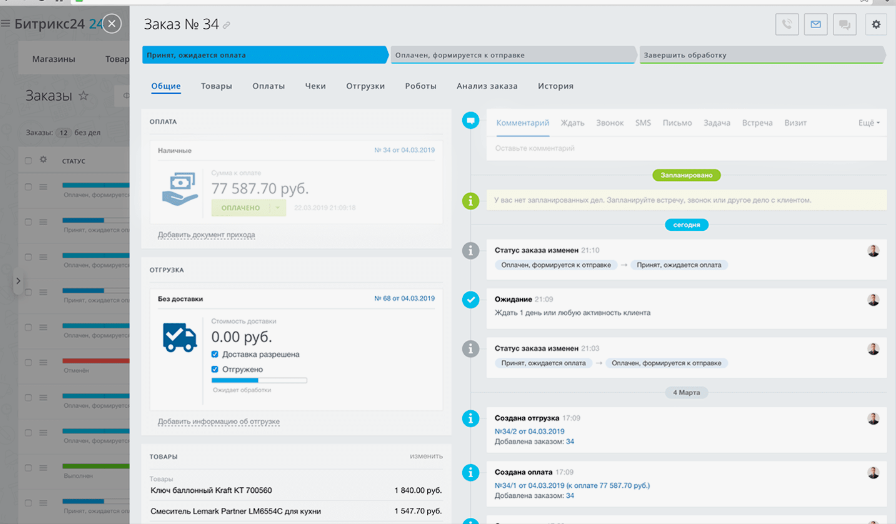 Битрикс24 24
Магазины
Товар
Заказы
Заказы: 12 без дел
СТАТУС
Оплачен, формируется
Принят, ожидается опл
Оплачен, формируется
Принят, ожидается опл
Оплачен, формируется
Отменён
Оплачен, формируется
Оплачен, формируется
Выполнен
Принят, ожидается опл
Заказ № 34
Принят, ожидается оплата
Оплачен, формируется к отправке
Завершить обработку
Общие
Товары
Оплаты
Чеки
Отгрузки
Роботы
Анализ заказа
История
ОПЛАТА
Наличные
№ 34 от 04.03.2019
Сумма к оплате
77 587.70 руб.
ОПЛАЧЕНО
22.03.2019 21:09:18
Добавить документ прихода
ОТГРУЗКА
Без доставки
№ 68 от 04.03.2019
Стоимость доставки
0.00 руб.
Доставка разрешена
Отгружено
Ожидает обработки
Добавить информацию об отгрузке
ТОВАРЫ
изменить
Товары
Ключ баллонный Kraft KT 700560
1 840.00 руб.
Смеситель Lemark Partner LM6554C для кухни
1 547.70 руб.
Комментарий
Ждать
Звонок
SMS
Письмо
Задача
Встреча
Визит
Ещё
Оставьте комментарий
Запланировано
У вас нет запланированных дел. Запланируйте встречу, звонок или другое дело с клиентом.
сегодня
Статус заказа изменен 21:10
Оплачен, формируется к отправке → Принят, ожидается оплата
Ожидание 21:09
Ждать 1 день или любую активность клиента
Статус заказа изменен 21:03
Принят, ожидается оплата → Оплачен, формируется к отправке
4 Марта
Создана отгрузка 17:09
№34/2 от 04.03.2019
Добавлена заказом: 34
Создана оплата 17:09
№34/1 от 04.03.2019 (к оплате 77 587.70 руб.)
Добавлена заказом: 34